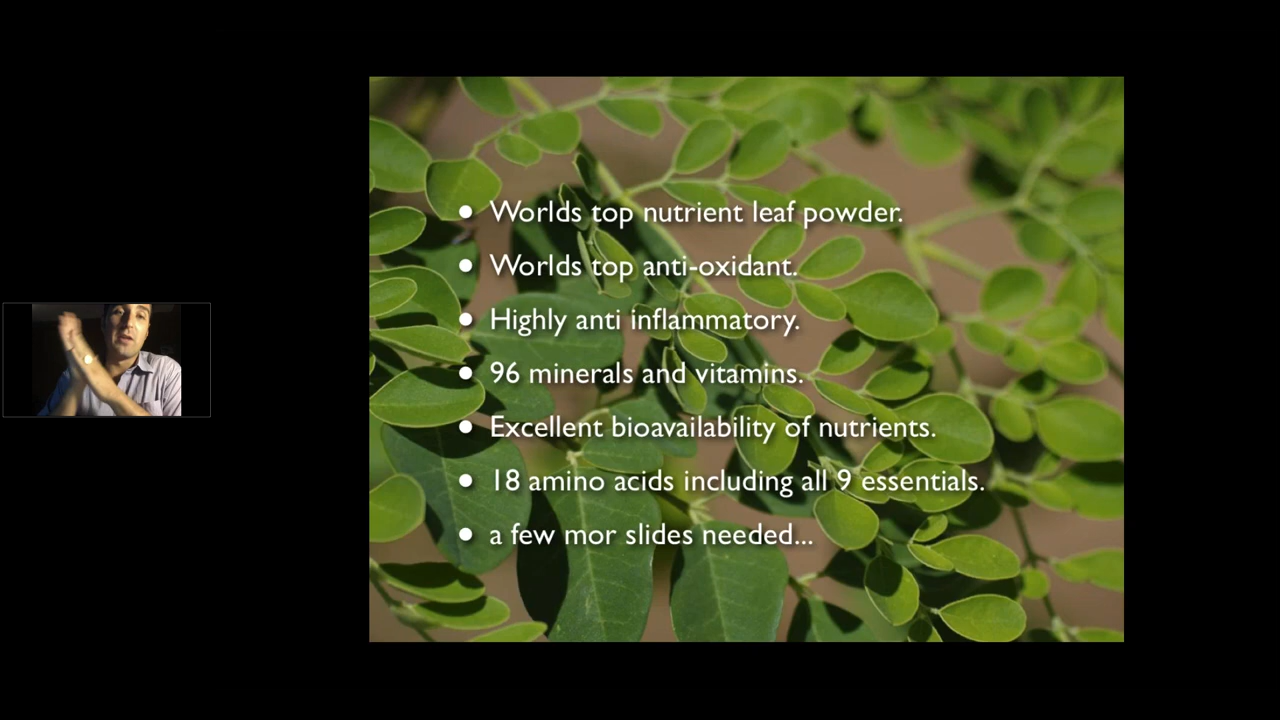 • Worlds top nutrient leaf powder.
• Worlds top anti-oxidant.
• Highly anti inflammatory.
• 96 minerals and vitamins.
• Excellent bioavailability of nutrients.
• 18 amino acids including all 9 essentials.
• a few mor slides needed...